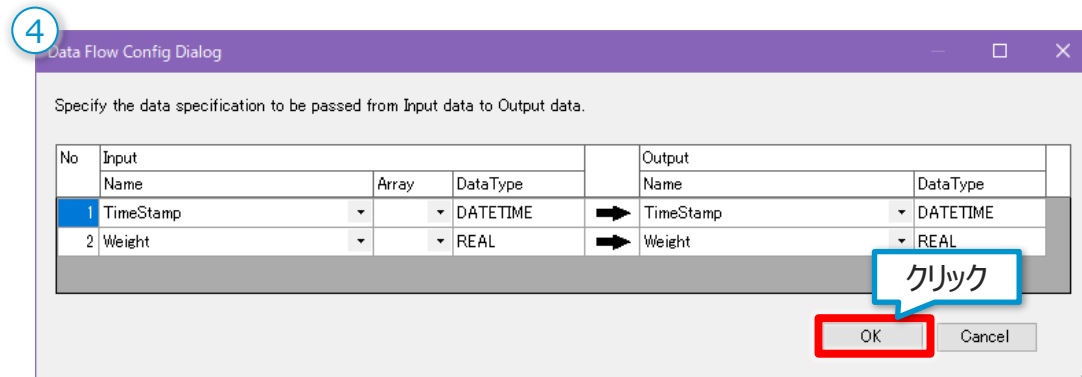 4
Data Flow Config Dialog
Specify the data specification to be passed from Input data to Output data.
No Input Output
Name Array DataType Name DataType
1 TimeStamp DATETIME TimeStamp DATETIME
2 Weight REAL Weight REAL
クリック
OK Cancel